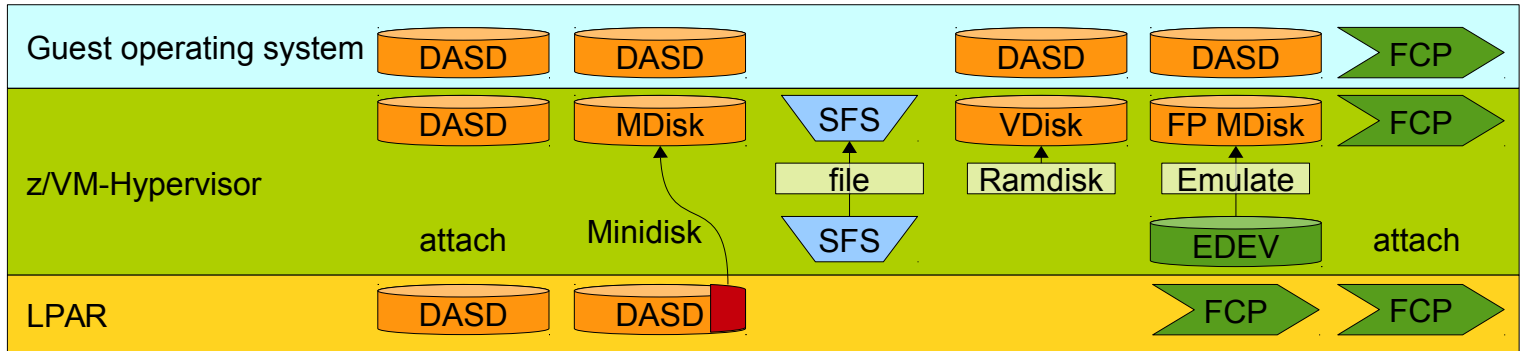 Guest operating system
DASD
DASD
DASD
DASD
FCP
z/VM-Hypervisor
DASD
MDisk
SFS
VDisk
FP MDisk
FCP
file
Ramdisk
Emulate
attach
Minidisk
SFS
EDEV
attach
LPAR
DASD
DASD
FCP
FCP